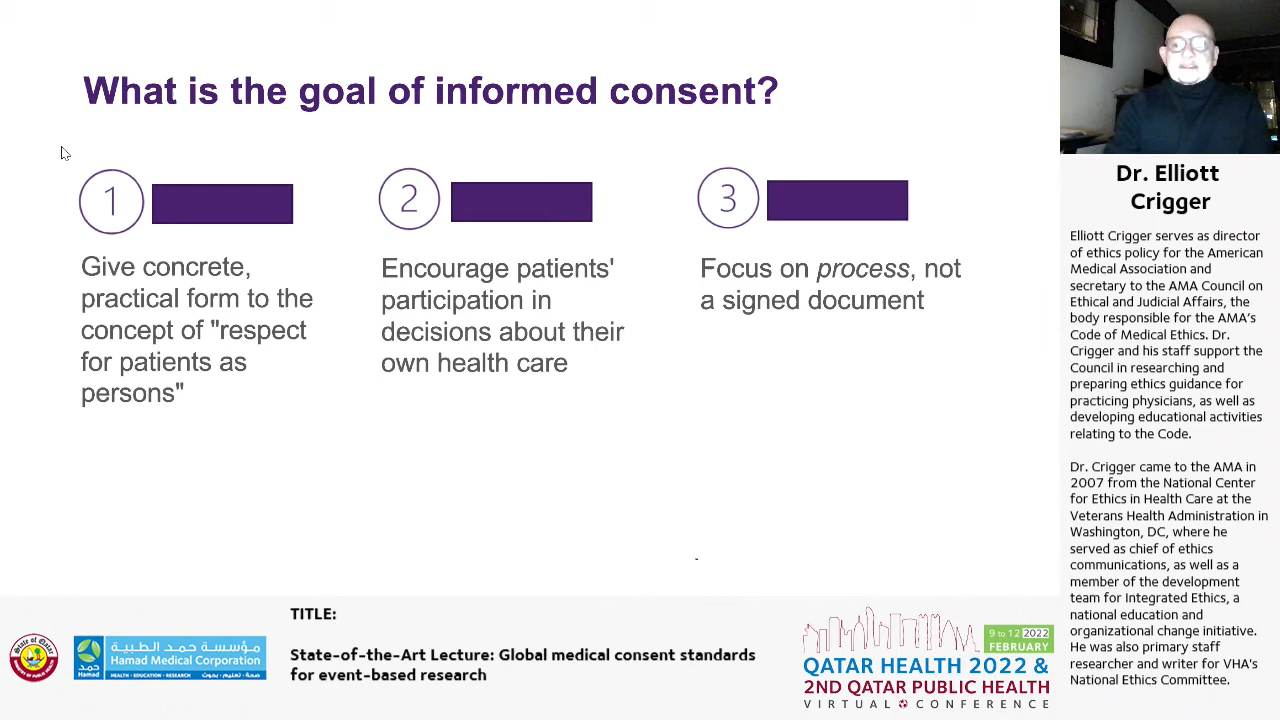 What is the goal of informed consent?
1
Give concrete,
practical form to the
concept of "respect
for patients as
persons"
2
Encourage patients'
participation in
decisions about their
own health care
3
Focus on process, not
a signed document
Dr. Elliott
Crigger
Elliott Crigger serves as director
of ethics policy for the American
Medical Association and
secretary to the AMA Council on
Ethical and Judicial Affairs, the
body responsible for the AMA's
Code of Medical Ethics. Dr.
Crigger and his staff support the
Council in researching and
preparing ethics guidance for
practicing physicians, as well as
developing educational activities
relating to the Code.
Dr. Crigger came to the AMA in
2007 from the National Center
for Ethics in Health Care at the
Veterans Health Administration in
Washington, DC, where he
served as chief of ethics
communications, as well as a
member of the development
team for Integrated Ethics, a
national education and
organizational change initiative.
He was also primary staff
researcher and writer for VHA's
National Ethics Committee.
State of Qatar
حمد
Hamad
مؤسسة حمد الطبية
Hamad Medical Corporation
HEALTH • EDUCATION • RESEARCH
صحة • تعليم • بحوث
TITLE:
State-of-the-Art Lecture: Global medical consent standards
for event-based research
9 to 12 2022
FEBRUARY
QATAR HEALTH 2022 &
2ND QATAR PUBLIC HEALTH
VIRTUAL CONFERENCE